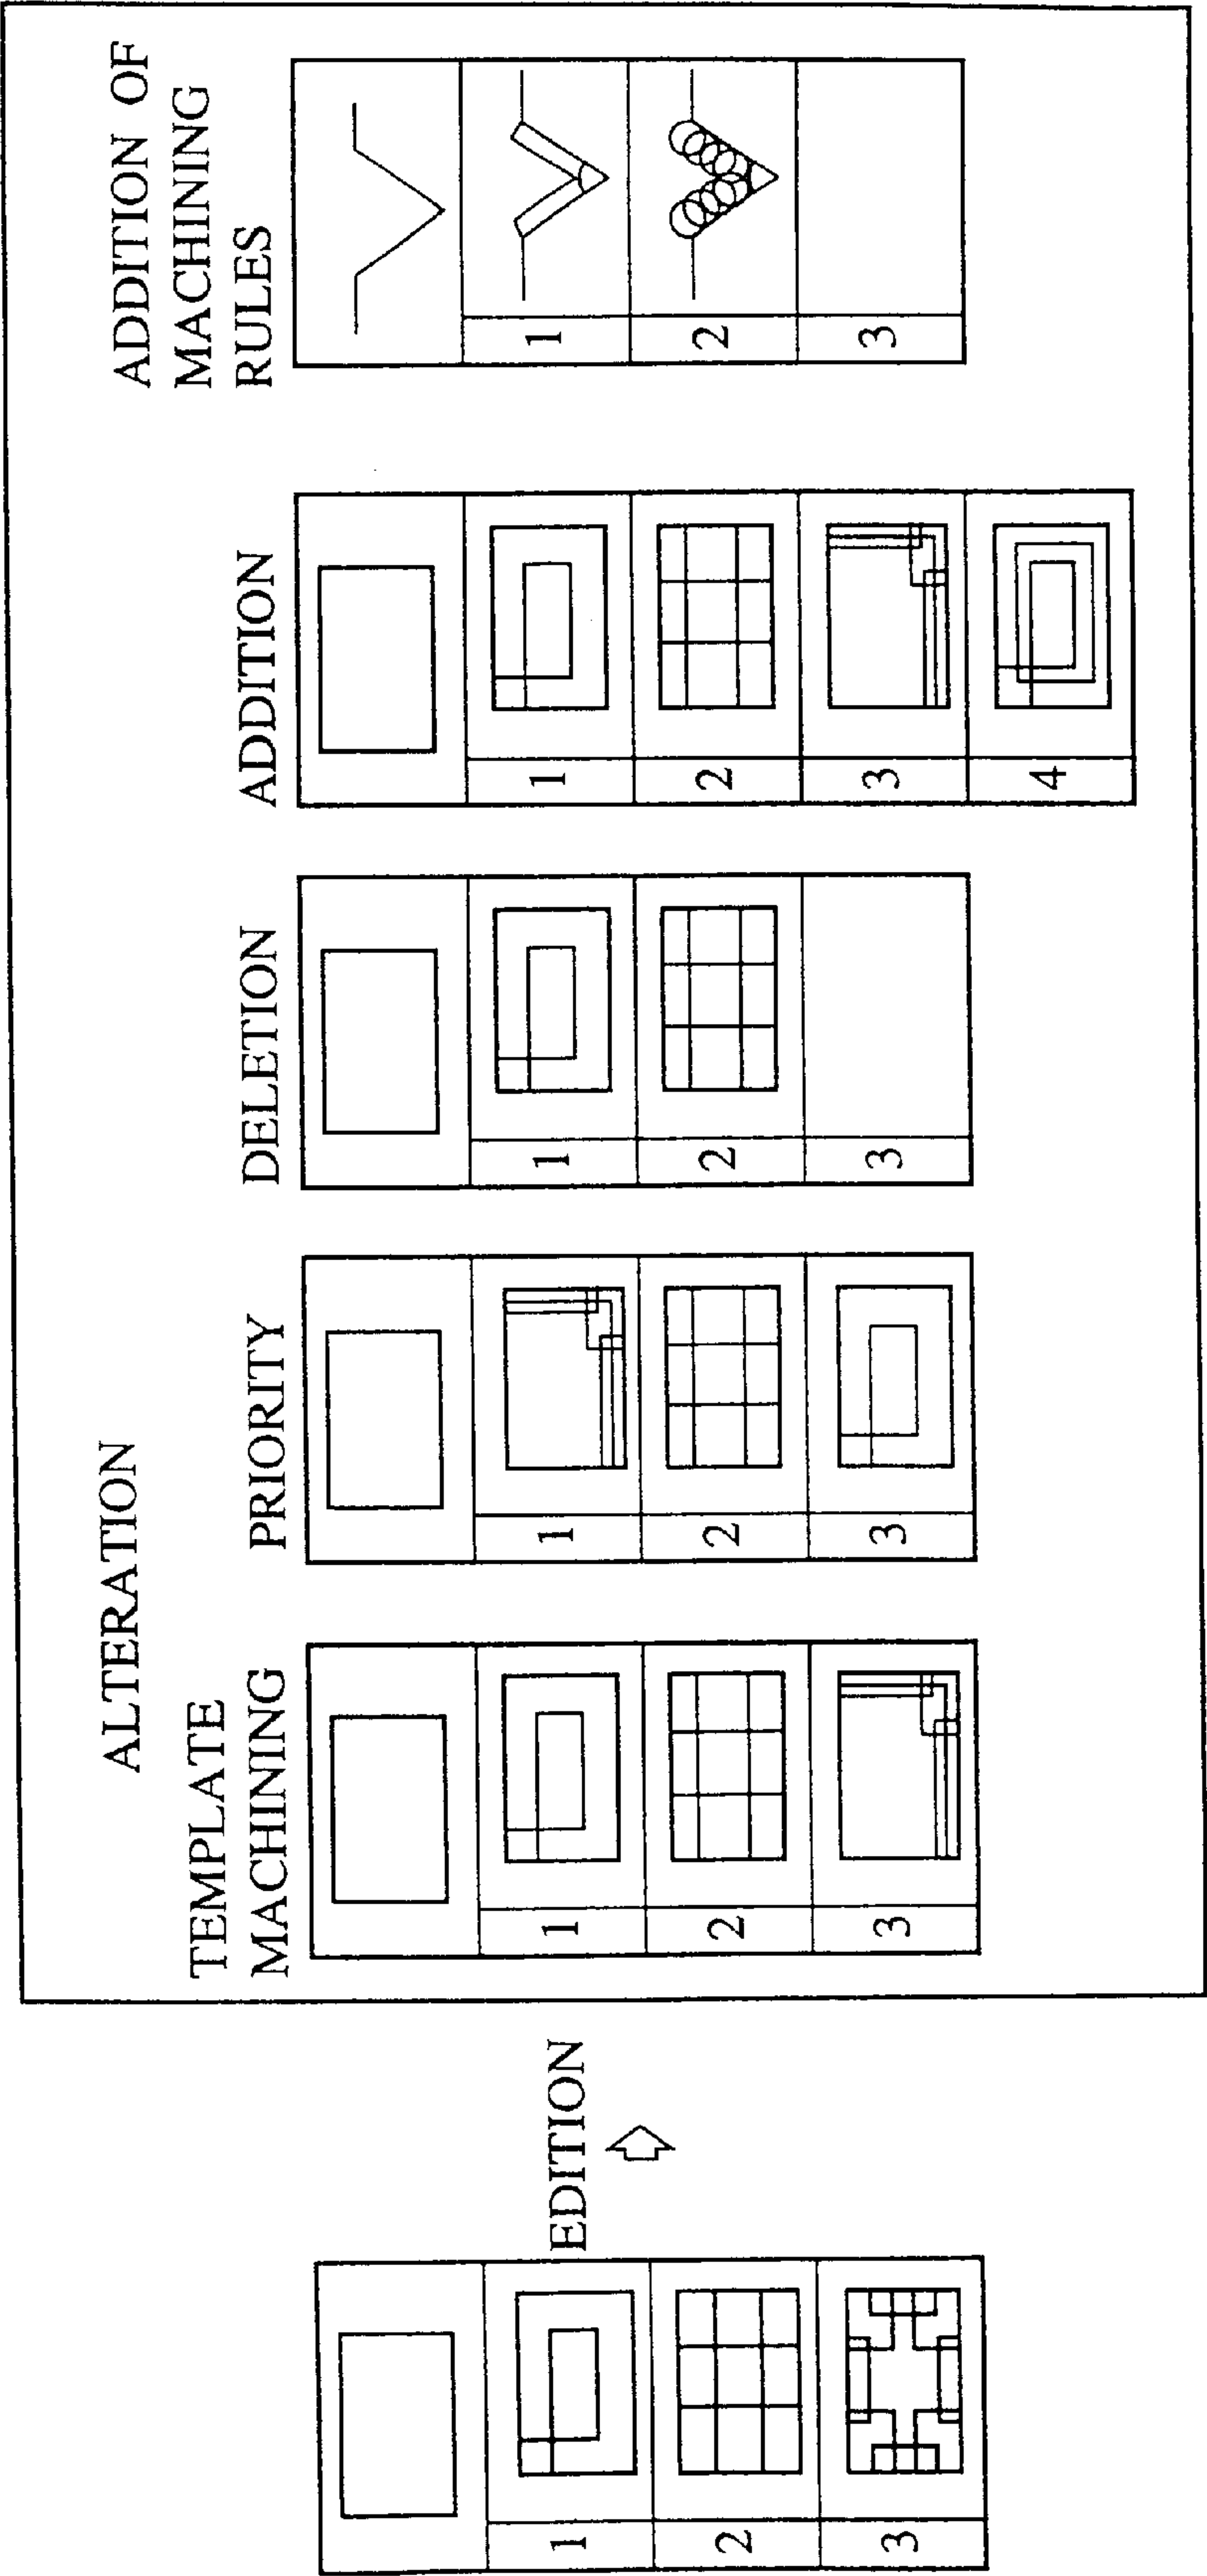 1
2
3
EDITION
ALTERATION
TEMPLATE
MACHINING
1
2
3
PRIORITY
1
2
3
DELETION
1
2
3
ADDITION
1
2
3
4
ADDITION OF
MACHINING
RULES
1
2
3